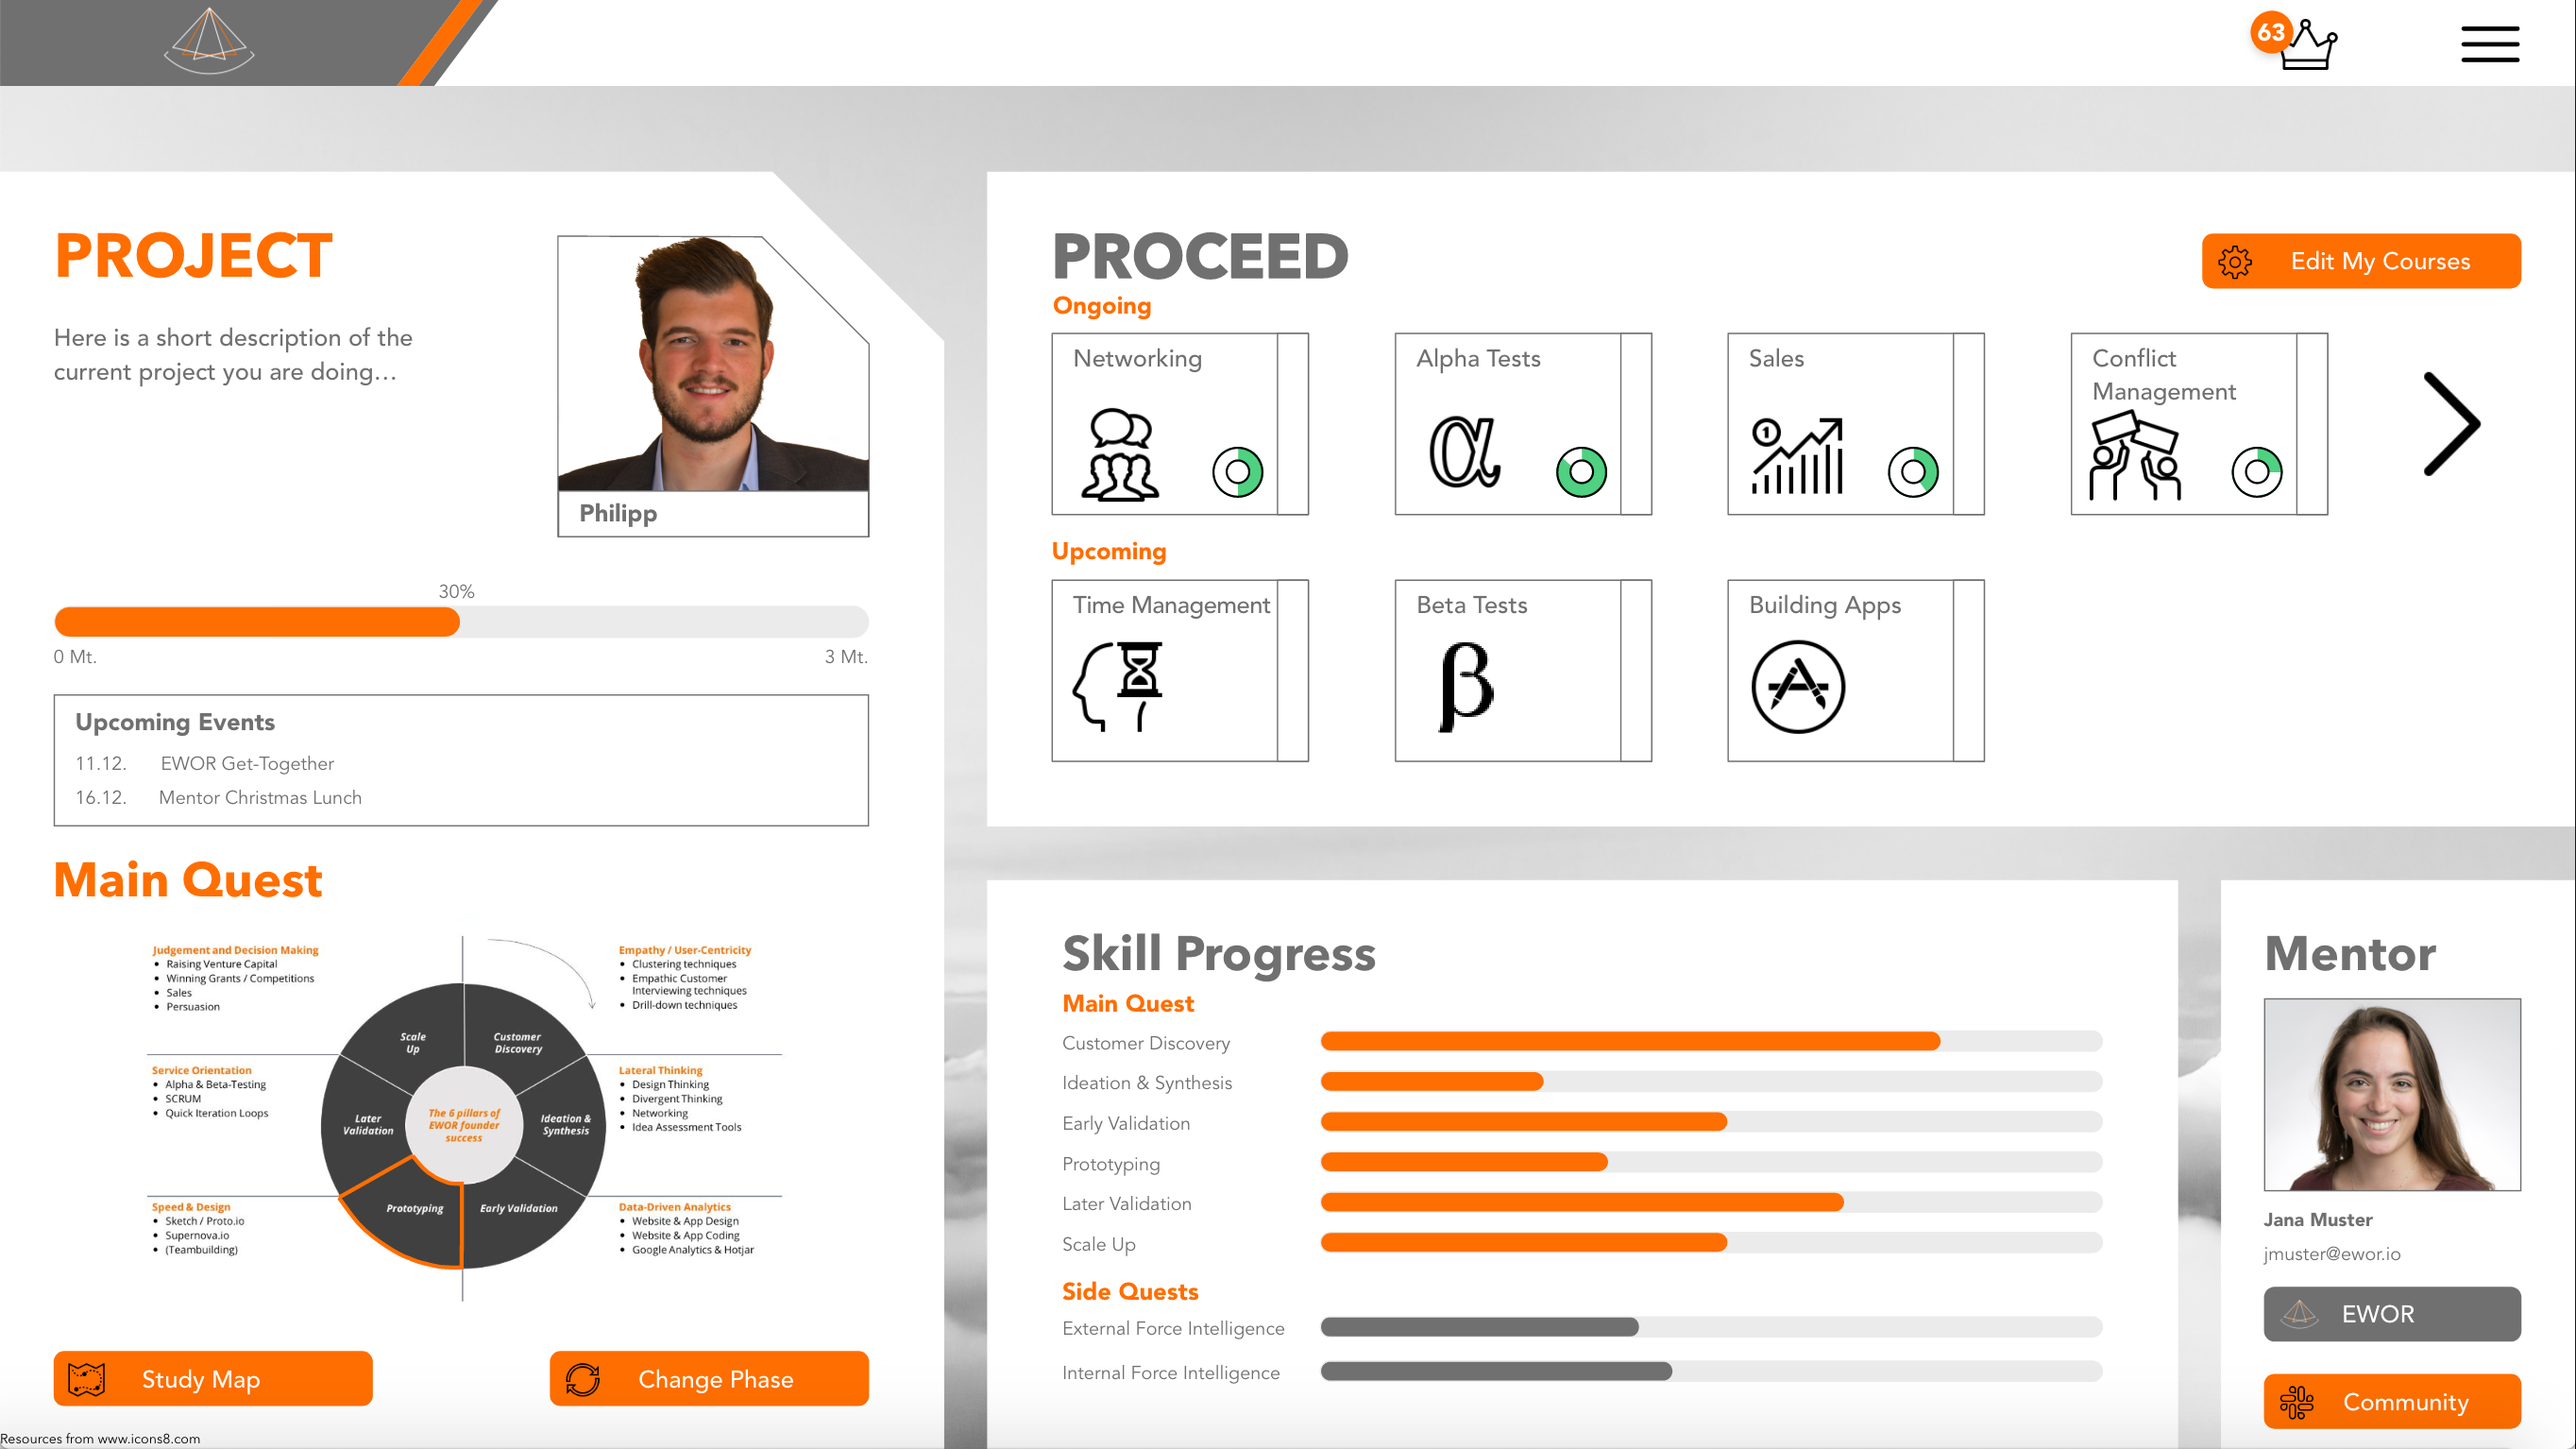 63
PROJECT
Here is a short description of the
current project you are doing...
Philipp
30%
0 Mt.
3 Mt.
Upcoming Events
11.12. EWOR Get-Together
16.12. Mentor Christmas Lunch
Main Quest
Judgement and Decision Making
• Raising Venture Capital
• Winning Grants / Competitions
• Sales
• Persuasion
Empathy / User-Centricity
• Clustering techniques
• Empathic Customer
Interviewing techniques
• Drill-down techniques
Service Orientation
• Alpha & Beta-Testing
• SCRUM
• Quick Iteration Loops
Lateral Thinking
• Design Thinking
• Divergent Thinking
• Networking
• Idea Assessment Tools
Speed & Design
• Sketch / Proto.io
• Supernova.io
• (Teambuilding)
Data-Driven Analytics
• Website & App Design
• Website & App Coding
• Google Analytics & Hotjar
Scale
Up
Customer
Discovery
Later
Validation
The 6 pillars of
EWOR founder
success
Ideation &
Synthesis
Prototyping
Early Validation
Study Map
Change Phase
Resources from www.icons8.com
PROCEED
Edit My Courses
Ongoing
Networking
Alpha Tests
α
Sales
1
Conflict
Management
Upcoming
Time Management
Beta Tests
β
Building Apps
Skill Progress
Main Quest
Customer Discovery
Ideation & Synthesis
Early Validation
Prototyping
Later Validation
Scale Up
Side Quests
External Force Intelligence
Internal Force Intelligence
Mentor
Jana Muster
jmuster@ewor.io
EWOR
Community